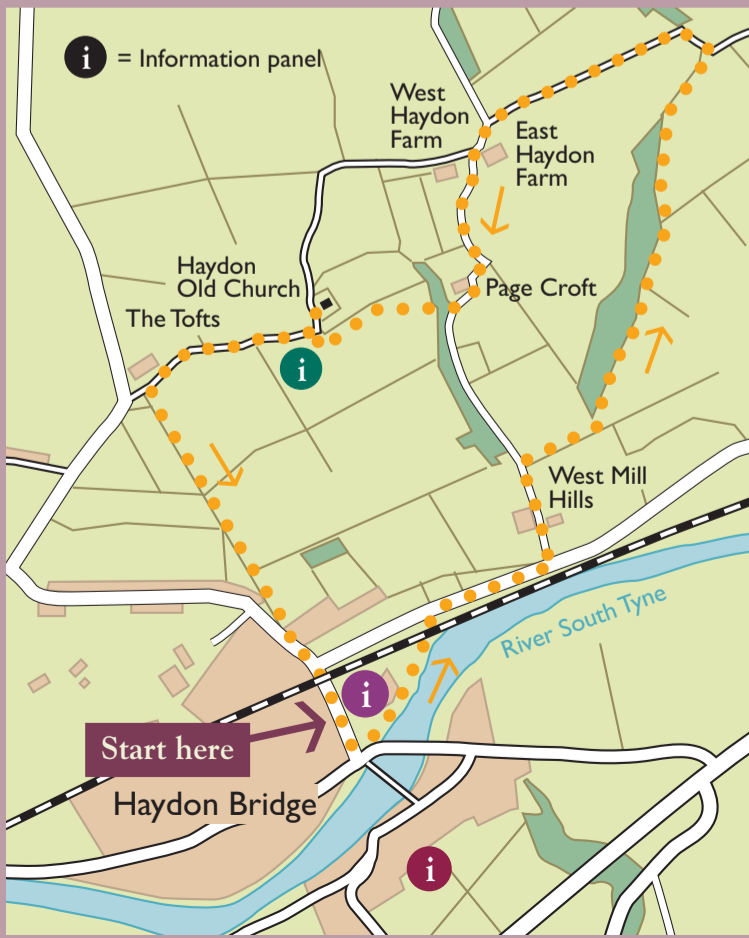 i = Information panel
West
Haydon
Farm
East
Haydon
Farm
Haydon
Old Church
Page Croft
The Tofts
i
West Mill
Hills
River South Tyne
i
Start here
Haydon Bridge
i